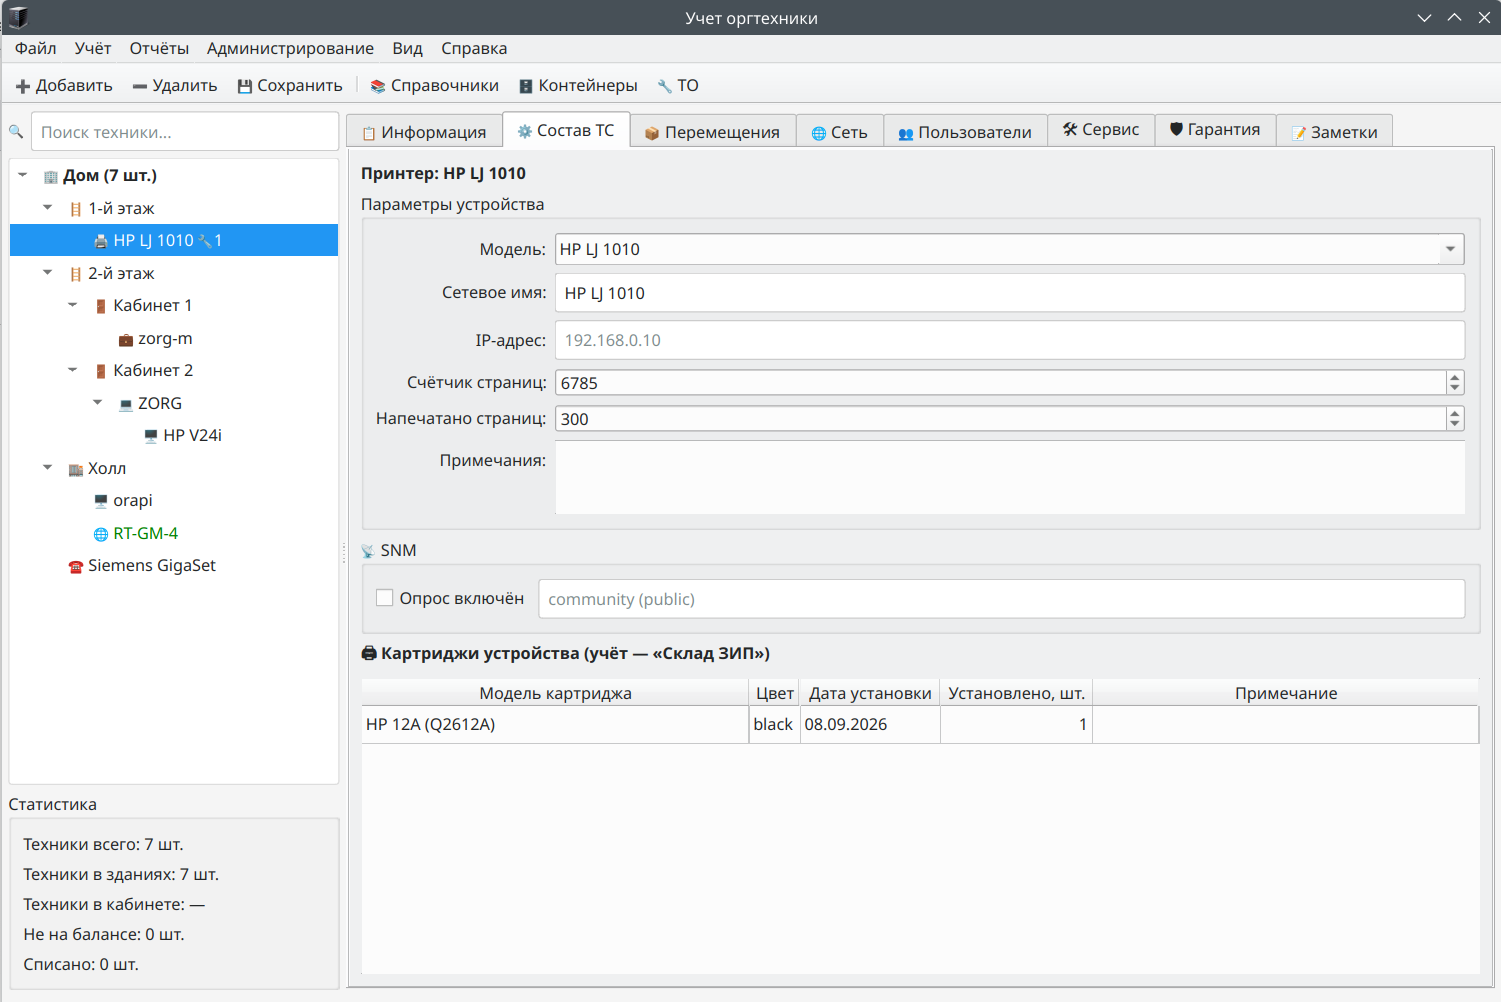 Учет оргтехники
Файл Учёт Отчёты Администрирование Вид Справка
Добавить Удалить Сохранить Справочники Контейнеры ТО
Поиск техники...
Информация Состав ТС Перемещения Сеть Пользователи Сервис Гарантия Заметки
Дом (7 шт.)
1-й этаж
HP LJ 1010 1
2-й этаж
Кабинет 1
zorg-m
Кабинет 2
ZORG
HP V24i
Холл
orapi
RT-GM-4
Siemens GigaSet
Статистика
Техники всего: 7 шт.
Техники в зданиях: 7 шт.
Техники в кабинете: —
Не на балансе: 0 шт.
Списано: 0 шт.
Принтер: HP LJ 1010
Параметры устройства
Модель: HP LJ 1010
Сетевое имя: HP LJ 1010
IP-адрес: 192.168.0.10
Счётчик страниц: 6785
Напечатано страниц: 300
Примечания:
SNM
Опрос включён community (public)
Картриджи устройства (учёт — «Склад ЗИП»)
Модель картриджа Цвет Дата установки Установлено, шт. Примечание
HP 12A (Q2612A) black 08.09.2026 1